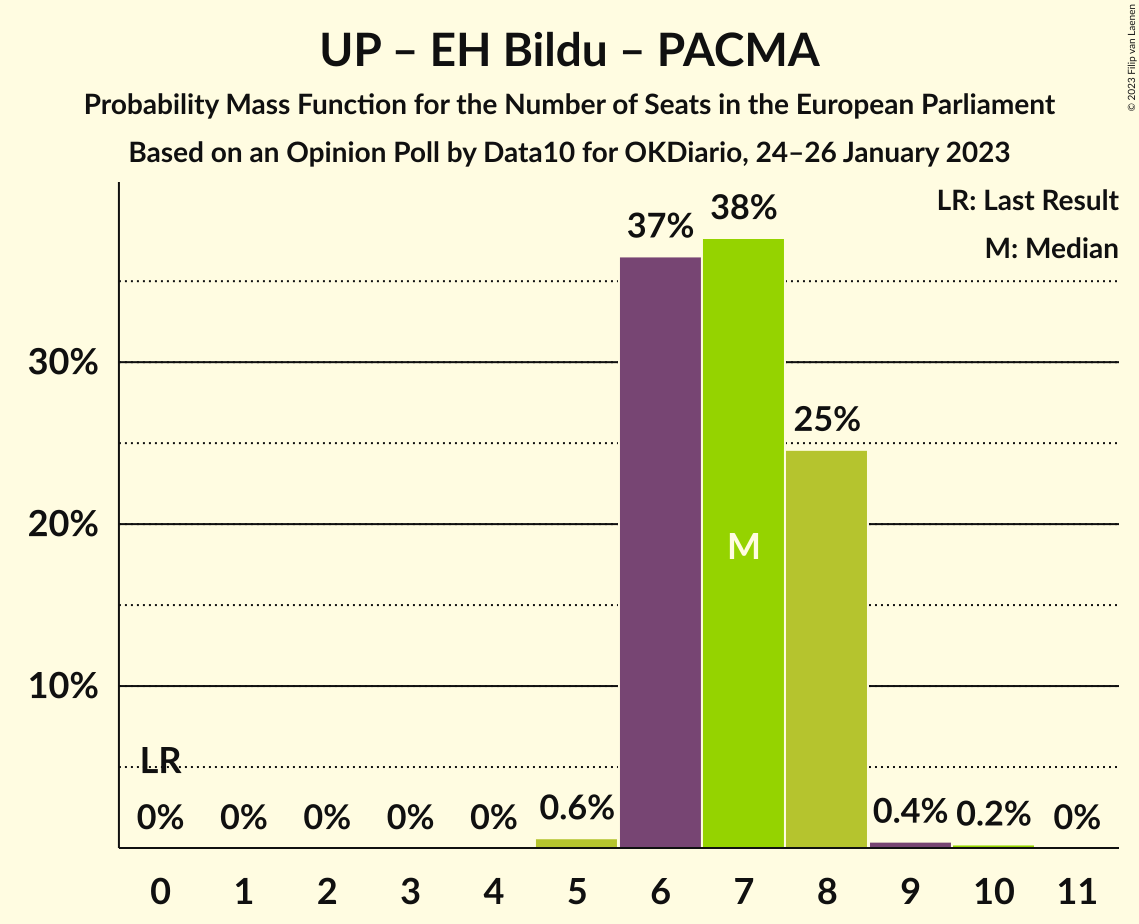 UP – EH Bildu – PACMA
Probability Mass Function for the Number of Seats in the European Parliament
Based on an Opinion Poll by Data10 for OKDiario, 24–26 January 2023
© 2023 Filip van Laenen
LR: Last Result
M: Median
37% 38%
30%
25%
20%
M
10%
LR
0% 0% 0% 0% 0% 0.6% 0.4% 0.2% 0%
0 1 2 3 4 5 6 7 8 9 10 11